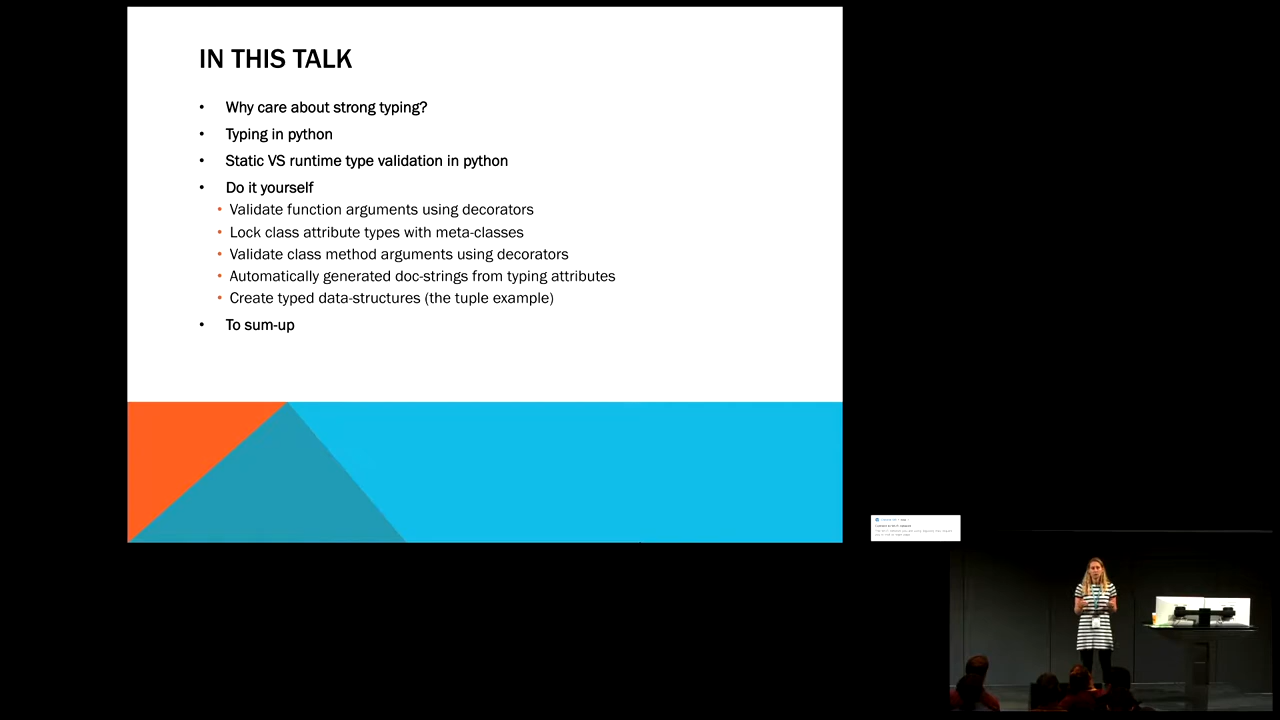 IN THIS TALK
• Why care about strong typing?
• Typing in python
• Static VS runtime type validation in python
• Do it yourself
• Validate function arguments using decorators
• Lock class attribute types with meta-classes
• Validate class method arguments using decorators
• Automatically generated doc-strings from typing attributes
• Create typed data-structures (the tuple example)
• To sum-up